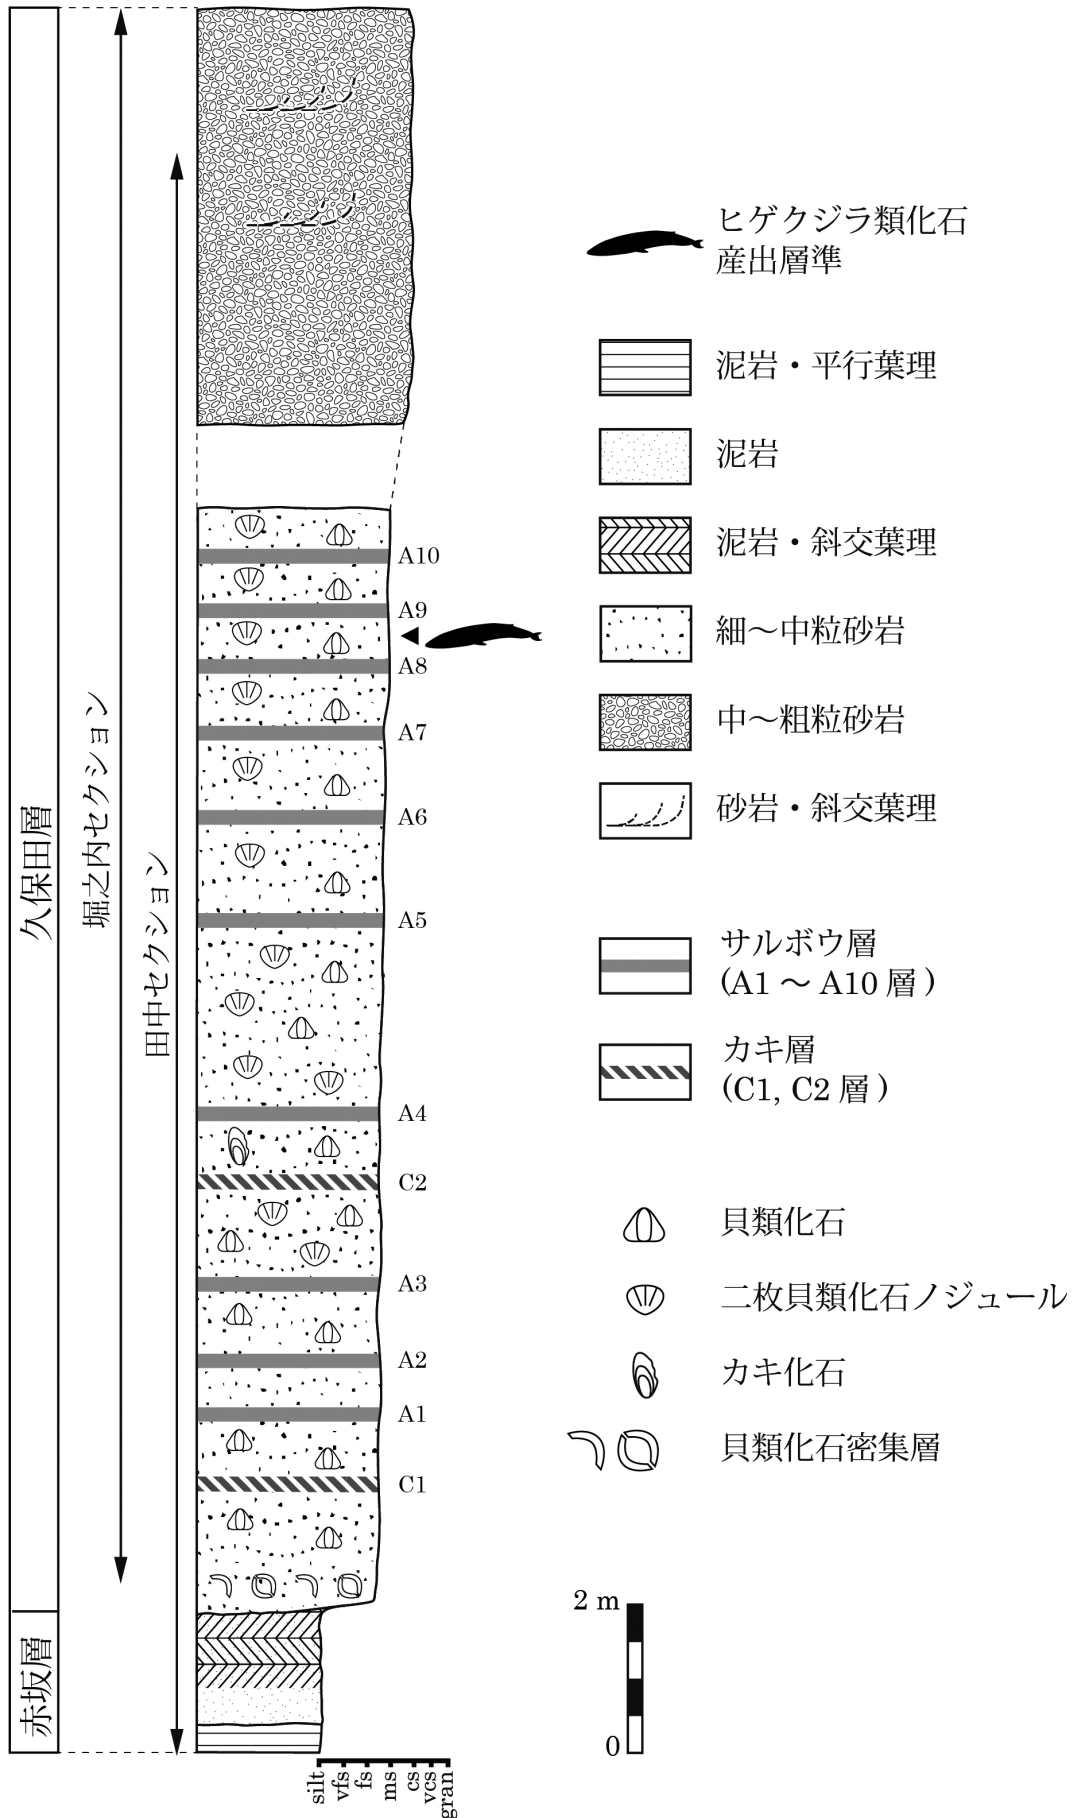 久保田層
赤坂層
堀之内セクション
田中セクション
A10
A9
A8
A7
A6
A5
A4
C2
A3
A2
A1
C1
silt
vfs
fs
ms
cs
vcs
gran
ヒゲクジラ類化石
産出層準
泥岩・平行葉理
泥岩
泥岩・斜交葉理
細〜中粒砂岩
中〜粗粒砂岩
砂岩・斜交葉理
サルボウ層
(A1 〜 A10 層 )
カキ層
(C1, C2 層 )
貝類化石
二枚貝類化石ノジュール
カキ化石
貝類化石密集層
2 m
0